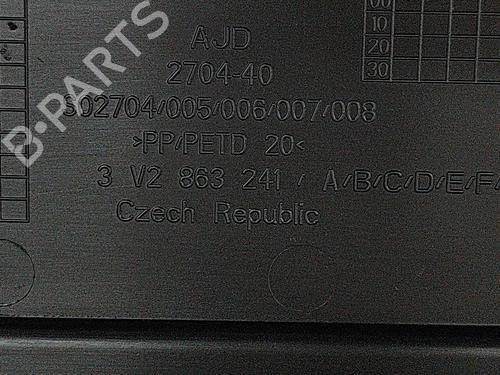 00
10
20
30
AJD
2704-40
S02704/005/006/007/008
>PP/PETD 20<
3 V2 863 241 / A/B/C/D/E/F/
Czech Republic
B-PARTS